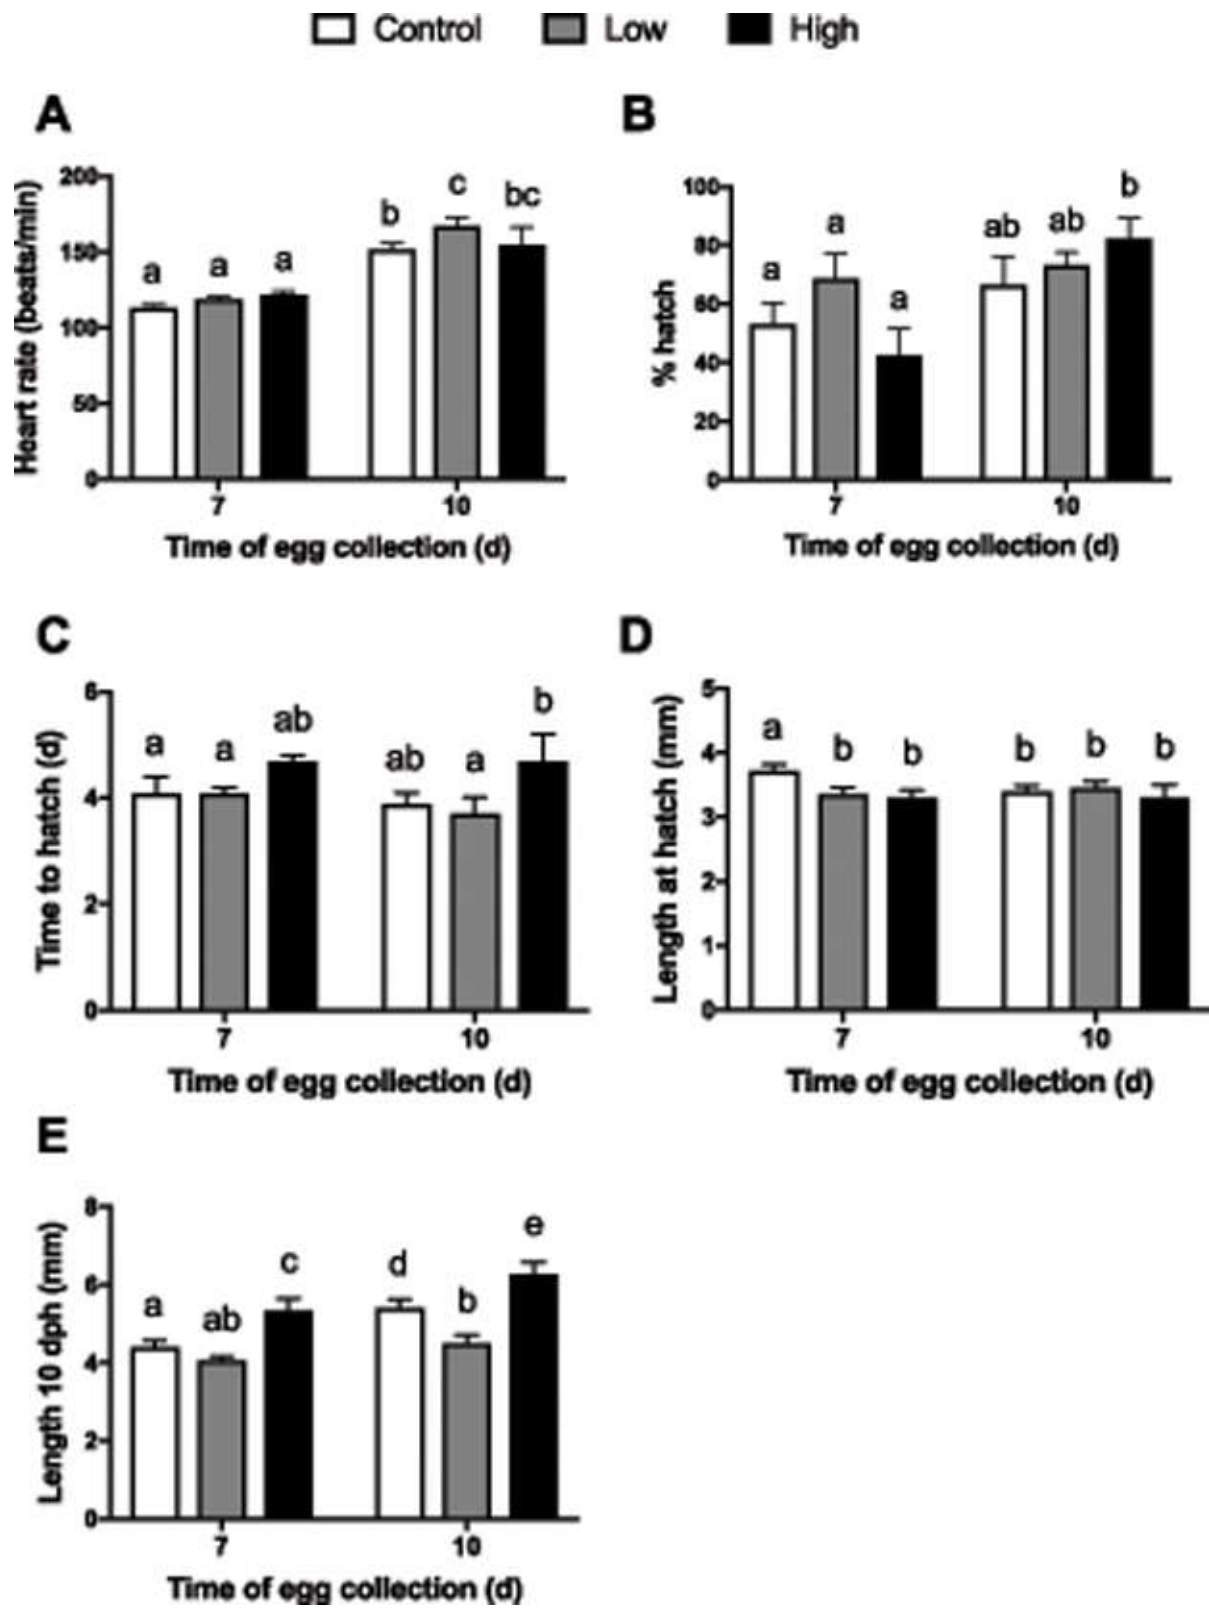 Control Low High
A
200
150
100
50
0
Heart rate (beats/min)
a a a b c bc
7 10
Time of egg collection (d)
B
100
80
60
40
20
0
% hatch
a a a ab ab b
7 10
Time of egg collection (d)
C
6
4
2
0
Time to hatch (d)
a a ab ab a b
7 10
Time of egg collection (d)
D
5
4
3
2
1
0
Length at hatch (mm)
a b b b b b
7 10
Time of egg collection (d)
E
8
6
4
2
0
Length 10 dph (mm)
a ab c d b e
7 10
Time of egg collection (d)